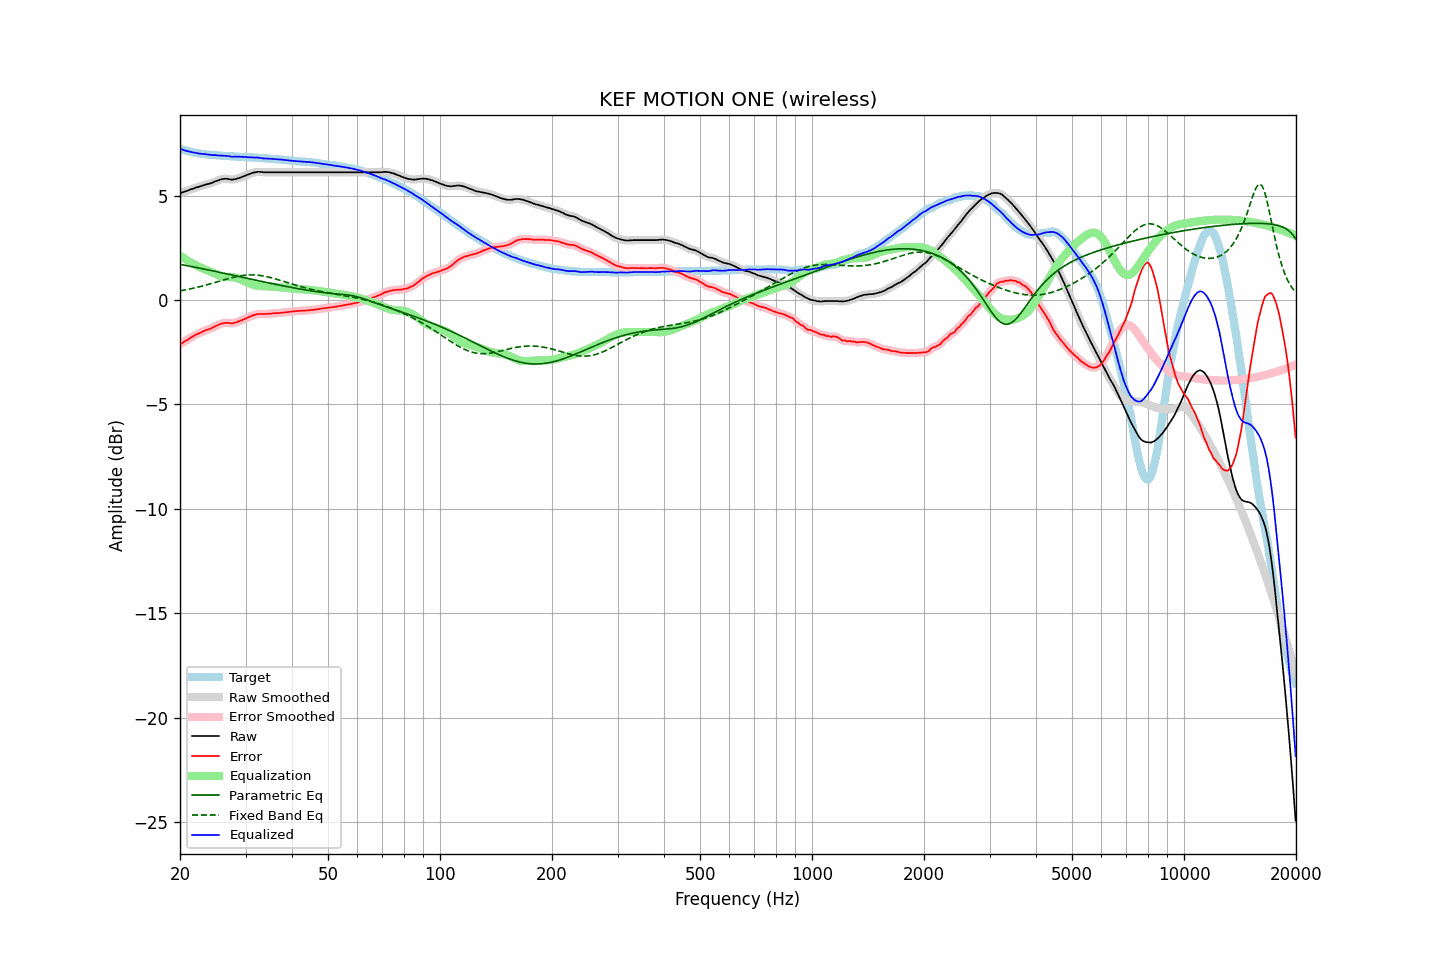 KEF MOTION ONE (wireless)
Amplitude (dBr)
5
0
−5
−10
−15
−20
−25
Target
Raw Smoothed
Error Smoothed
Raw
Error
Equalization
Parametric Eq
Fixed Band Eq
Equalized
20 50 100 200 500 1000 2000 5000 10000 20000
Frequency (Hz)